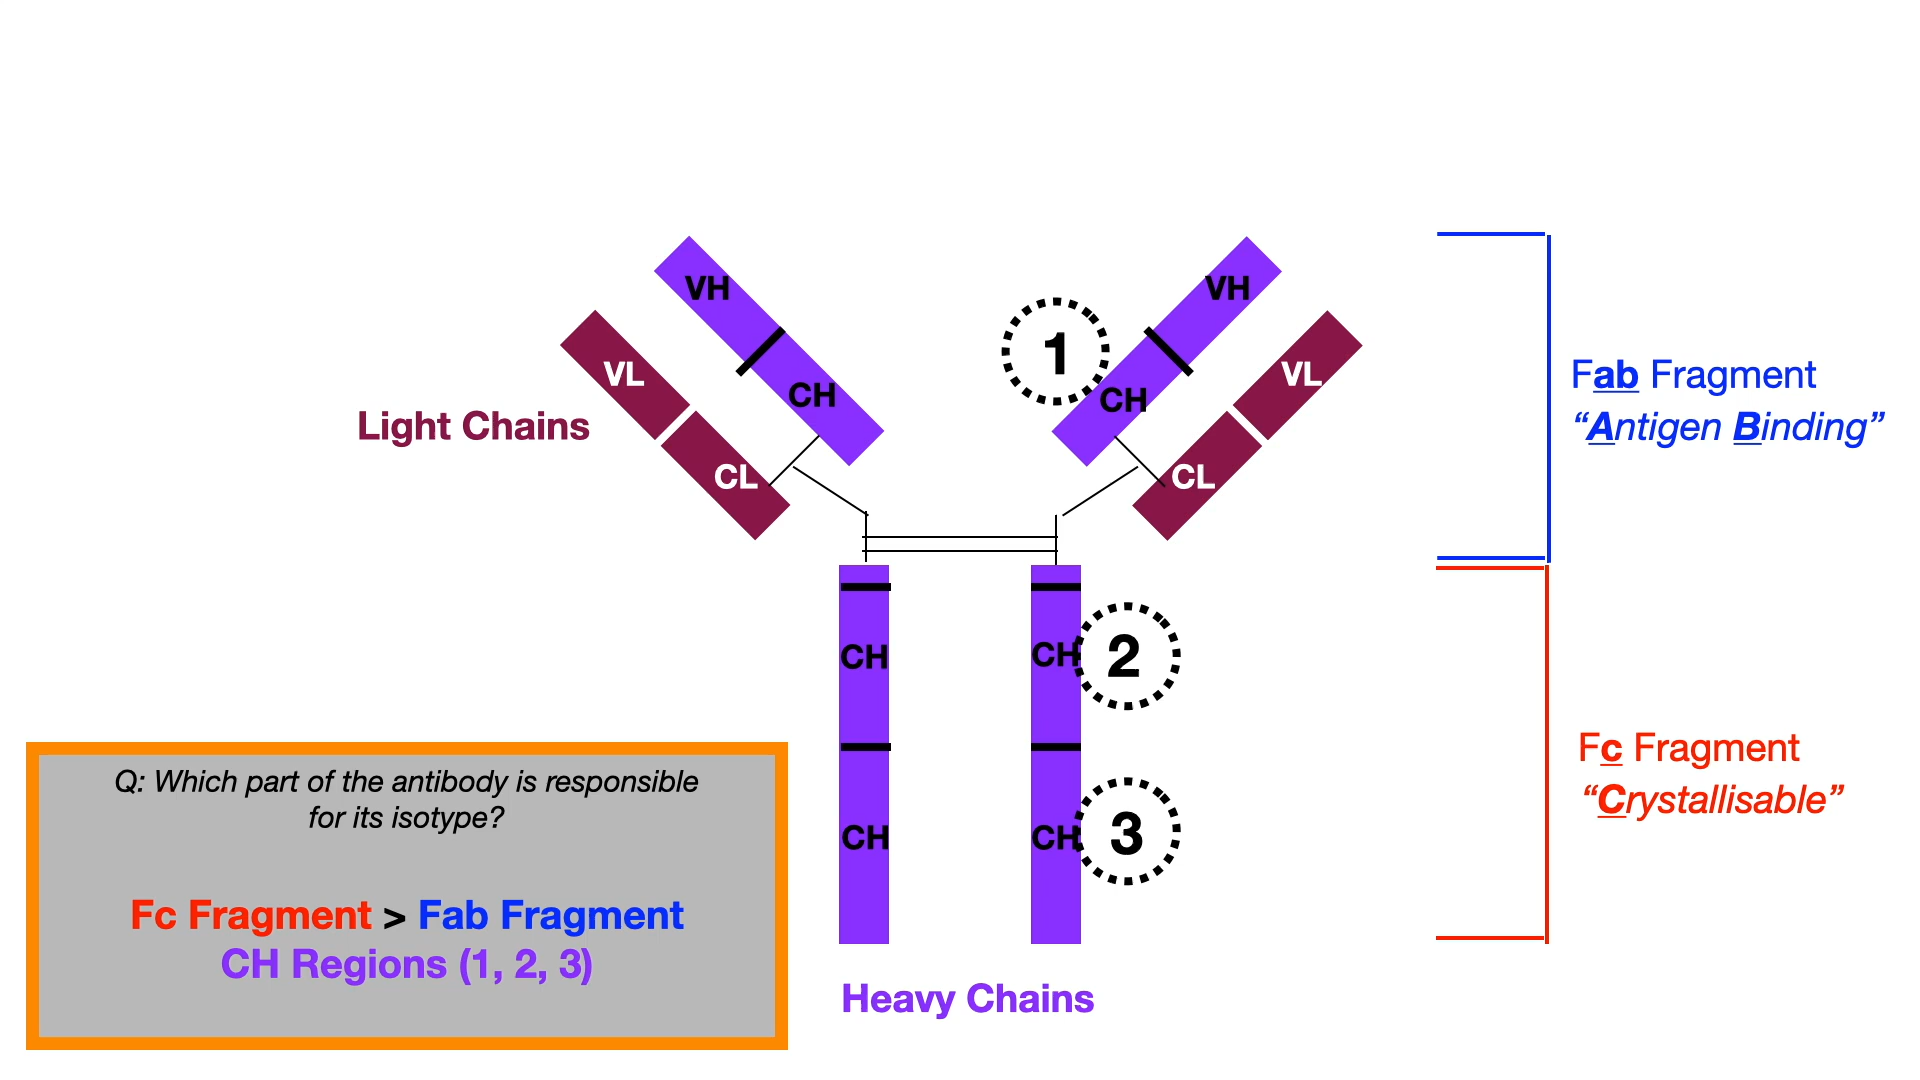 VH
VH
1
VL
VL
CH
CH
Light Chains
CL
CL
Fab Fragment
“Antigen Binding”
CH
CH
2
CH
CH
3
Fc Fragment
“Crystallisable”
Q: Which part of the antibody is responsible
for its isotype?
Fc Fragment > Fab Fragment
CH Regions (1, 2, 3)
Heavy Chains